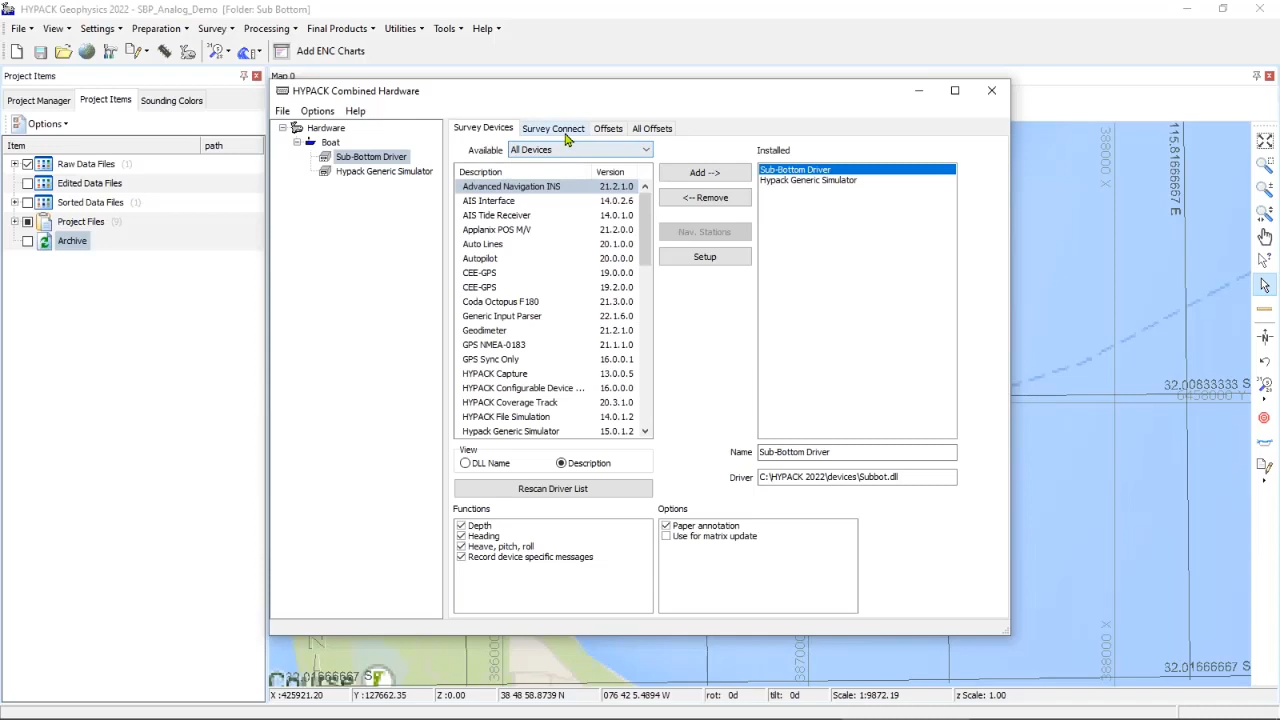 HYPACK Geophysics 2022 - SBP_Analog_Demo [Folder: Sub Bottom]
File View Settings Preparation Survey Processing Final Products Utilities Tools Help
Add ENC Charts
Project Items
Map 0
HYPACK Combined Hardware
Project Manager Project Items Sounding Colors
File Options Help
Options
Hardware
Boat
Sub-Bottom Driver
Hypack Generic Simulator
Survey Devices Survey Connect Offsets All Offsets
Item path
Raw Data Files (1)
Edited Data Files
Sorted Data Files (1)
Project Files (9)
Archive
Available All Devices
Installed
Description Version
Advanced Navigation INS 21.2.1.0
AIS Interface 14.0.2.6
AIS Tide Receiver 14.0.1.0
Applanix POS M/V 21.2.0.0
Auto Lines 20.1.0.0
Autopilot 20.0.0.0
CEE-GPS 19.0.0.0
CEE-GPS 19.2.0.0
Coda Octopus F180 21.3.0.0
Generic Input Parser 22.1.6.0
Geodimeter 21.2.1.0
GPS NMEA-0183 21.1.1.0
GPS Sync Only 16.0.0.1
HYPACK Capture 13.0.0.5
HYPACK Configurable Device ... 16.0.0.0
HYPACK Coverage Track 20.3.1.0
HYPACK File Simulation 14.0.1.2
Hypack Generic Simulator 15.0.1.2
Add -->
<-- Remove
Nav. Stations
Setup
Sub-Bottom Driver
Hypack Generic Simulator
View
DLL Name Description
Rescan Driver List
Name Sub-Bottom Driver
Driver C:\HYPACK 2022\devices\Subbot.dll
Functions
Depth
Heading
Heave, pitch, roll
Record device specific messages
Options
Paper annotation
Use for matrix update
388000 X
115.8166667 E
32.00833333 S
6458000 Y
X 00088E
32.01666667 S
32.01666667 S
386000
387000
X :425921.20 Y :127662.35 Z :0.00 38 48 58.8739 N 076 42 5.4894 W rot: 0d tilt: 0d Scale: 1:9872.19 z Scale: 1.00